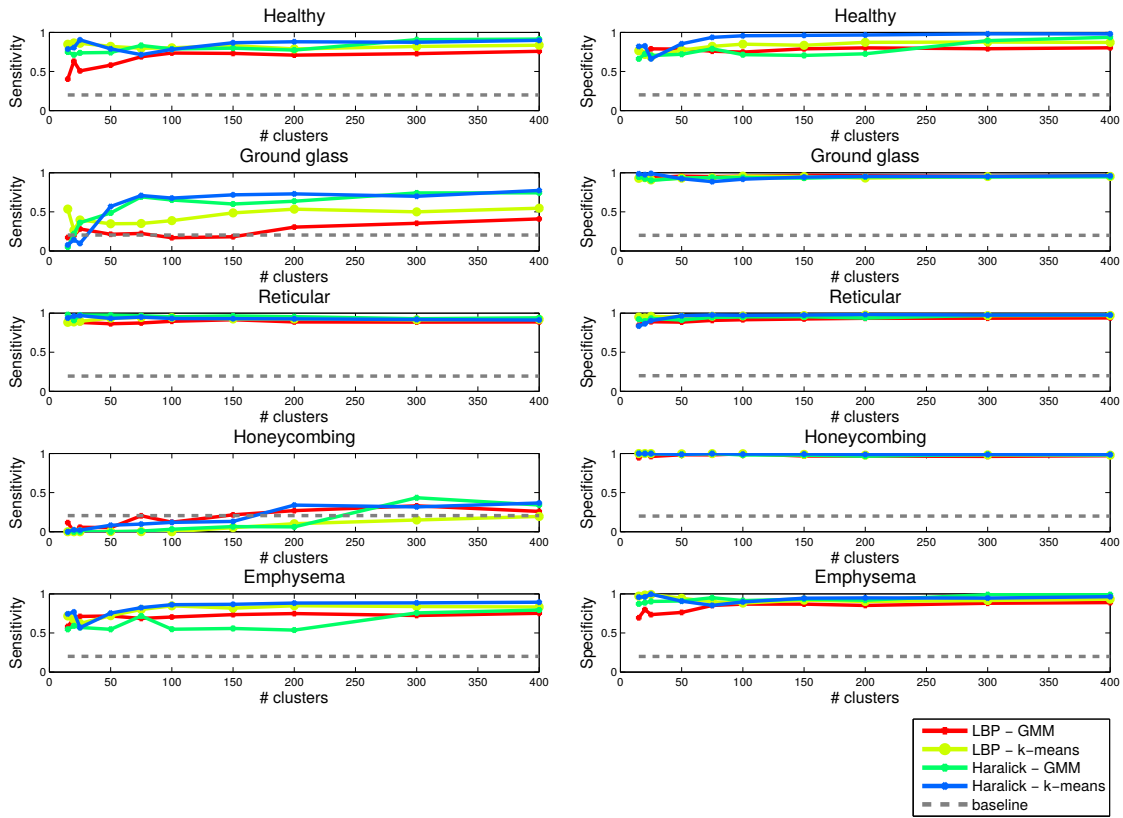 Healthy
Sensitivity
1
0.5
0
0 50 100 150 200 250 300 350 400
# clusters
Healthy
Specificity
1
0.5
0
0 50 100 150 200 250 300 350 400
# clusters
Ground glass
Sensitivity
1
0.5
0
0 50 100 150 200 250 300 350 400
# clusters
Ground glass
Specificity
1
0.5
0
0 50 100 150 200 250 300 350 400
# clusters
Reticular
Sensitivity
1
0.5
0
0 50 100 150 200 250 300 350 400
# clusters
Reticular
Specificity
1
0.5
0
0 50 100 150 200 250 300 350 400
# clusters
Honeycombing
Sensitivity
1
0.5
0
0 50 100 150 200 250 300 350 400
# clusters
Honeycombing
Specificity
1
0.5
0
0 50 100 150 200 250 300 350 400
# clusters
Emphysema
Sensitivity
1
0.5
0
0 50 100 150 200 250 300 350 400
# clusters
Emphysema
Specificity
1
0.5
0
0 50 100 150 200 250 300 350 400
# clusters
LBP − GMM
LBP − k−means
Haralick − GMM
Haralick − k−means
baseline